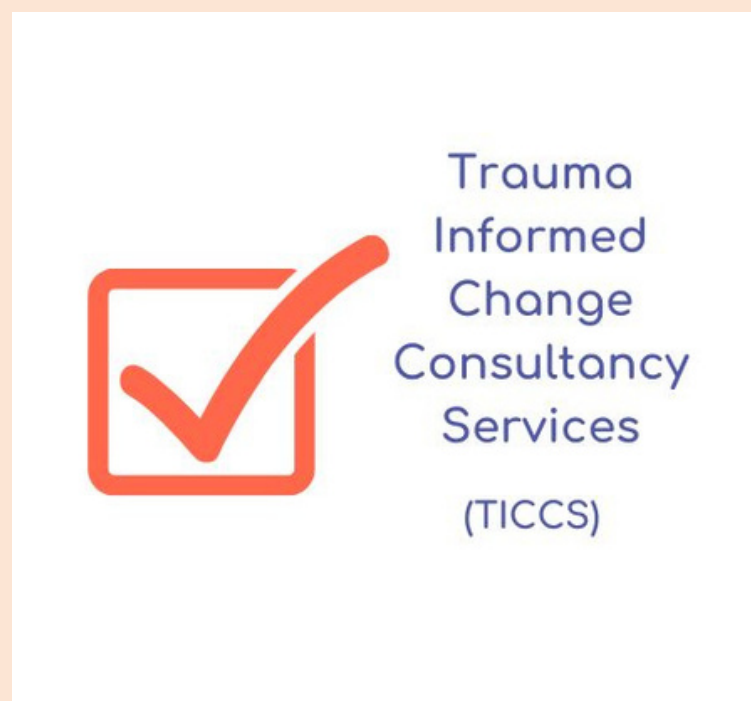 Trauma
Informed
Change
Consultancy
Services
(TICCS)